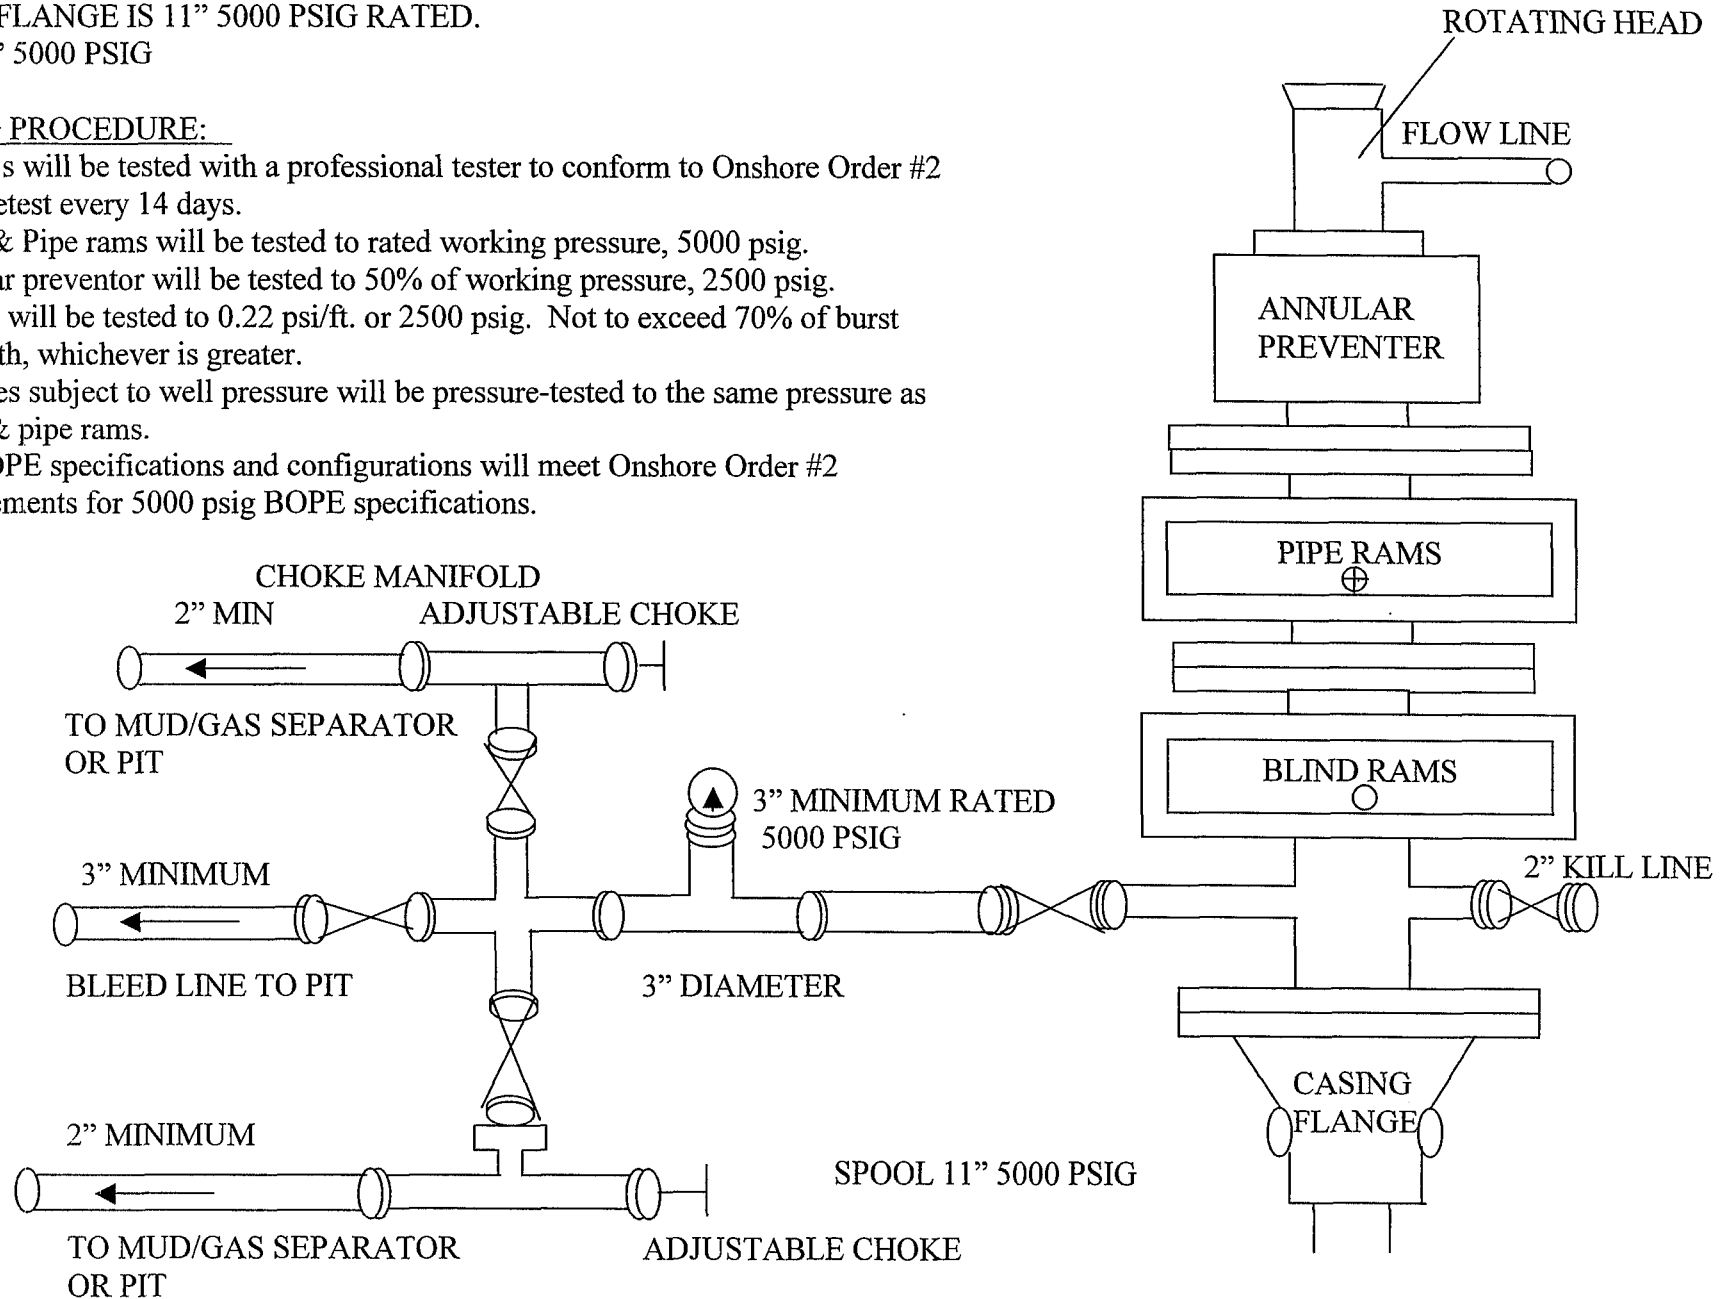 FLANGE IS 11” 5000 PSIG RATED.
” 5000 PSIG
PROCEDURE:
s will be tested with a professional tester to conform to Onshore Order #2
etest every 14 days.
& Pipe rams will be tested to rated working pressure, 5000 psig.
ar preventor will be tested to 50% of working pressure, 2500 psig.
will be tested to 0.22 psi/ft. or 2500 psig. Not to exceed 70% of burst
th, whichever is greater.
es subject to well pressure will be pressure-tested to the same pressure as
& pipe rams.
OPE specifications and configurations will meet Onshore Order #2
ements for 5000 psig BOPE specifications.
ROTATING HEAD
FLOW LINE
ANNULAR
PREVENTER
PIPE RAMS
BLIND RAMS
2” KILL LINE
CASING
FLANGE
CHOKE MANIFOLD
2” MIN
ADJUSTABLE CHOKE
TO MUD/GAS SEPARATOR
OR PIT
3” MINIMUM RATED
5000 PSIG
3” MINIMUM
BLEED LINE TO PIT
3” DIAMETER
2” MINIMUM
SPOOL 11” 5000 PSIG
TO MUD/GAS SEPARATOR
OR PIT
ADJUSTABLE CHOKE